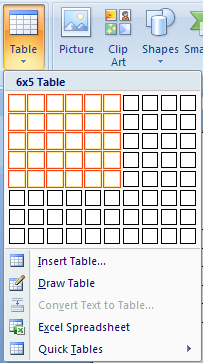 Table
Picture
Clip
Art
Shapes
6x5 Table
Insert Table...
Draw Table
Convert Text to Table...
Excel Spreadsheet
Quick Tables